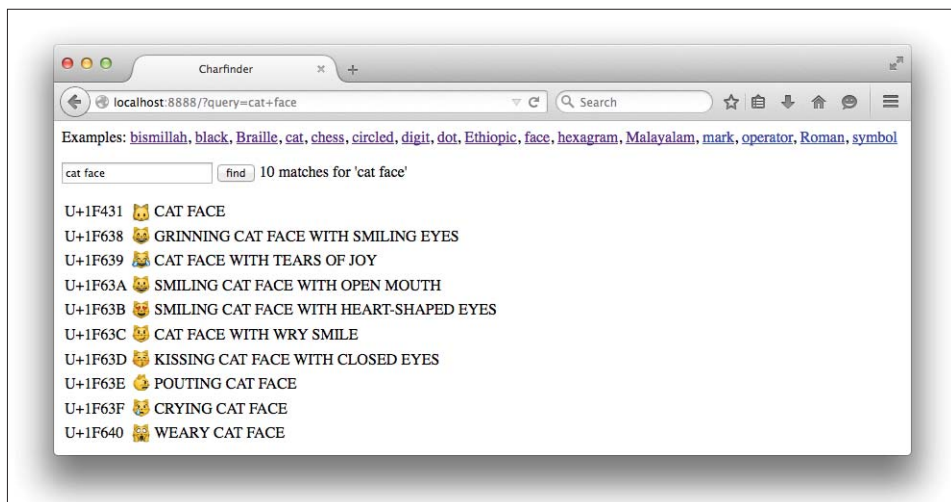 Charfinder
localhost:8888/?query=cat+face
Search
Examples: bismillah, black, Braille, cat, chess, circled, digit, dot, Ethiopic, face, hexagram, Malayalam, mark, operator, Roman, symbol
cat face find 10 matches for 'cat face'
U+1F431 🐱 CAT FACE
U+1F638 😸 GRINNING CAT FACE WITH SMILING EYES
U+1F639 😹 CAT FACE WITH TEARS OF JOY
U+1F63A 😺 SMILING CAT FACE WITH OPEN MOUTH
U+1F63B 😻 SMILING CAT FACE WITH HEART-SHAPED EYES
U+1F63C 😼 CAT FACE WITH WRY SMILE
U+1F63D 😽 KISSING CAT FACE WITH CLOSED EYES
U+1F63E 😾 POUTING CAT FACE
U+1F63F 😿 CRYING CAT FACE
U+1F640 🙀 WEARY CAT FACE